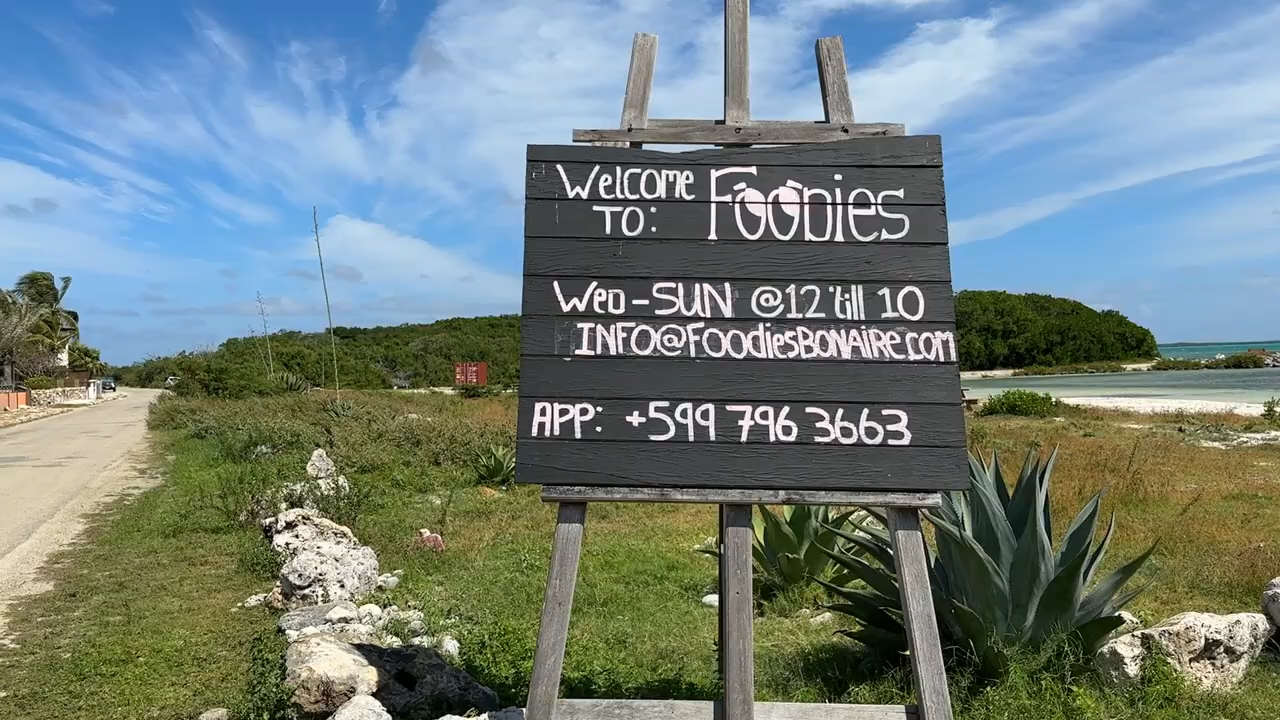 Welcome
TO: Foodies
Wed - SUN @12 'till 10
INFO@FoodiesBonaire.com
APP: +599 796 3663